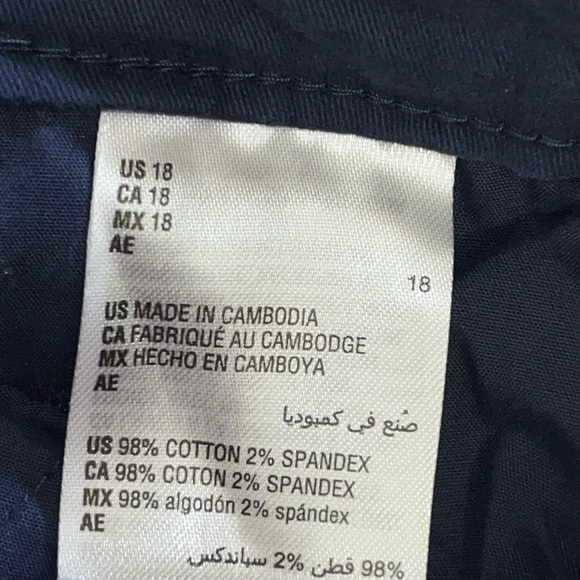 US 18
CA 18
MX 18
AE
18
US MADE IN CAMBODIA
CA FABRIQUÉ AU CAMBODGE
MX HECHO EN CAMBOYA
AE
صُنع في كمبوديا
US 98% COTTON 2% SPANDEX
CA 98% COTON 2% SPANDEX
MX 98% algodón 2% spándex
AE
98% قطن 2% سباندكس